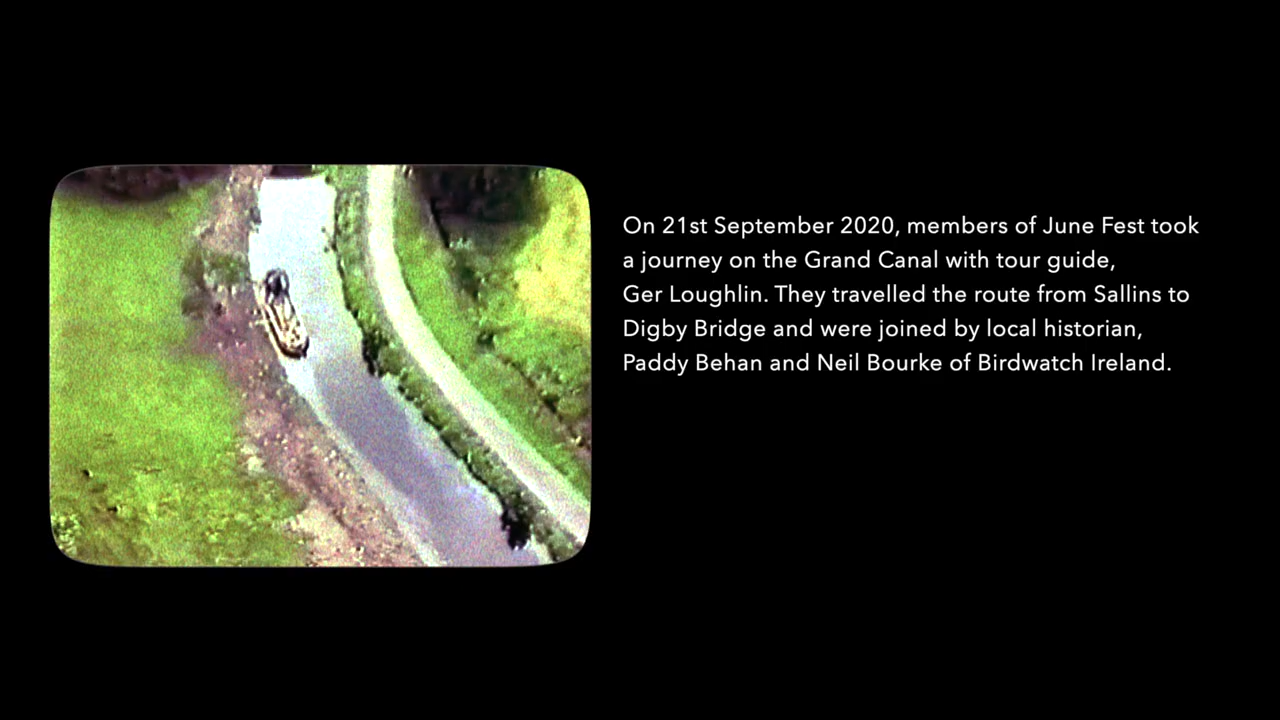 On 21st September 2020, members of June Fest took
a journey on the Grand Canal with tour guide,
Ger Loughlin. They travelled the route from Sallins to
Digby Bridge and were joined by local historian,
Paddy Behan and Neil Bourke of Birdwatch Ireland.